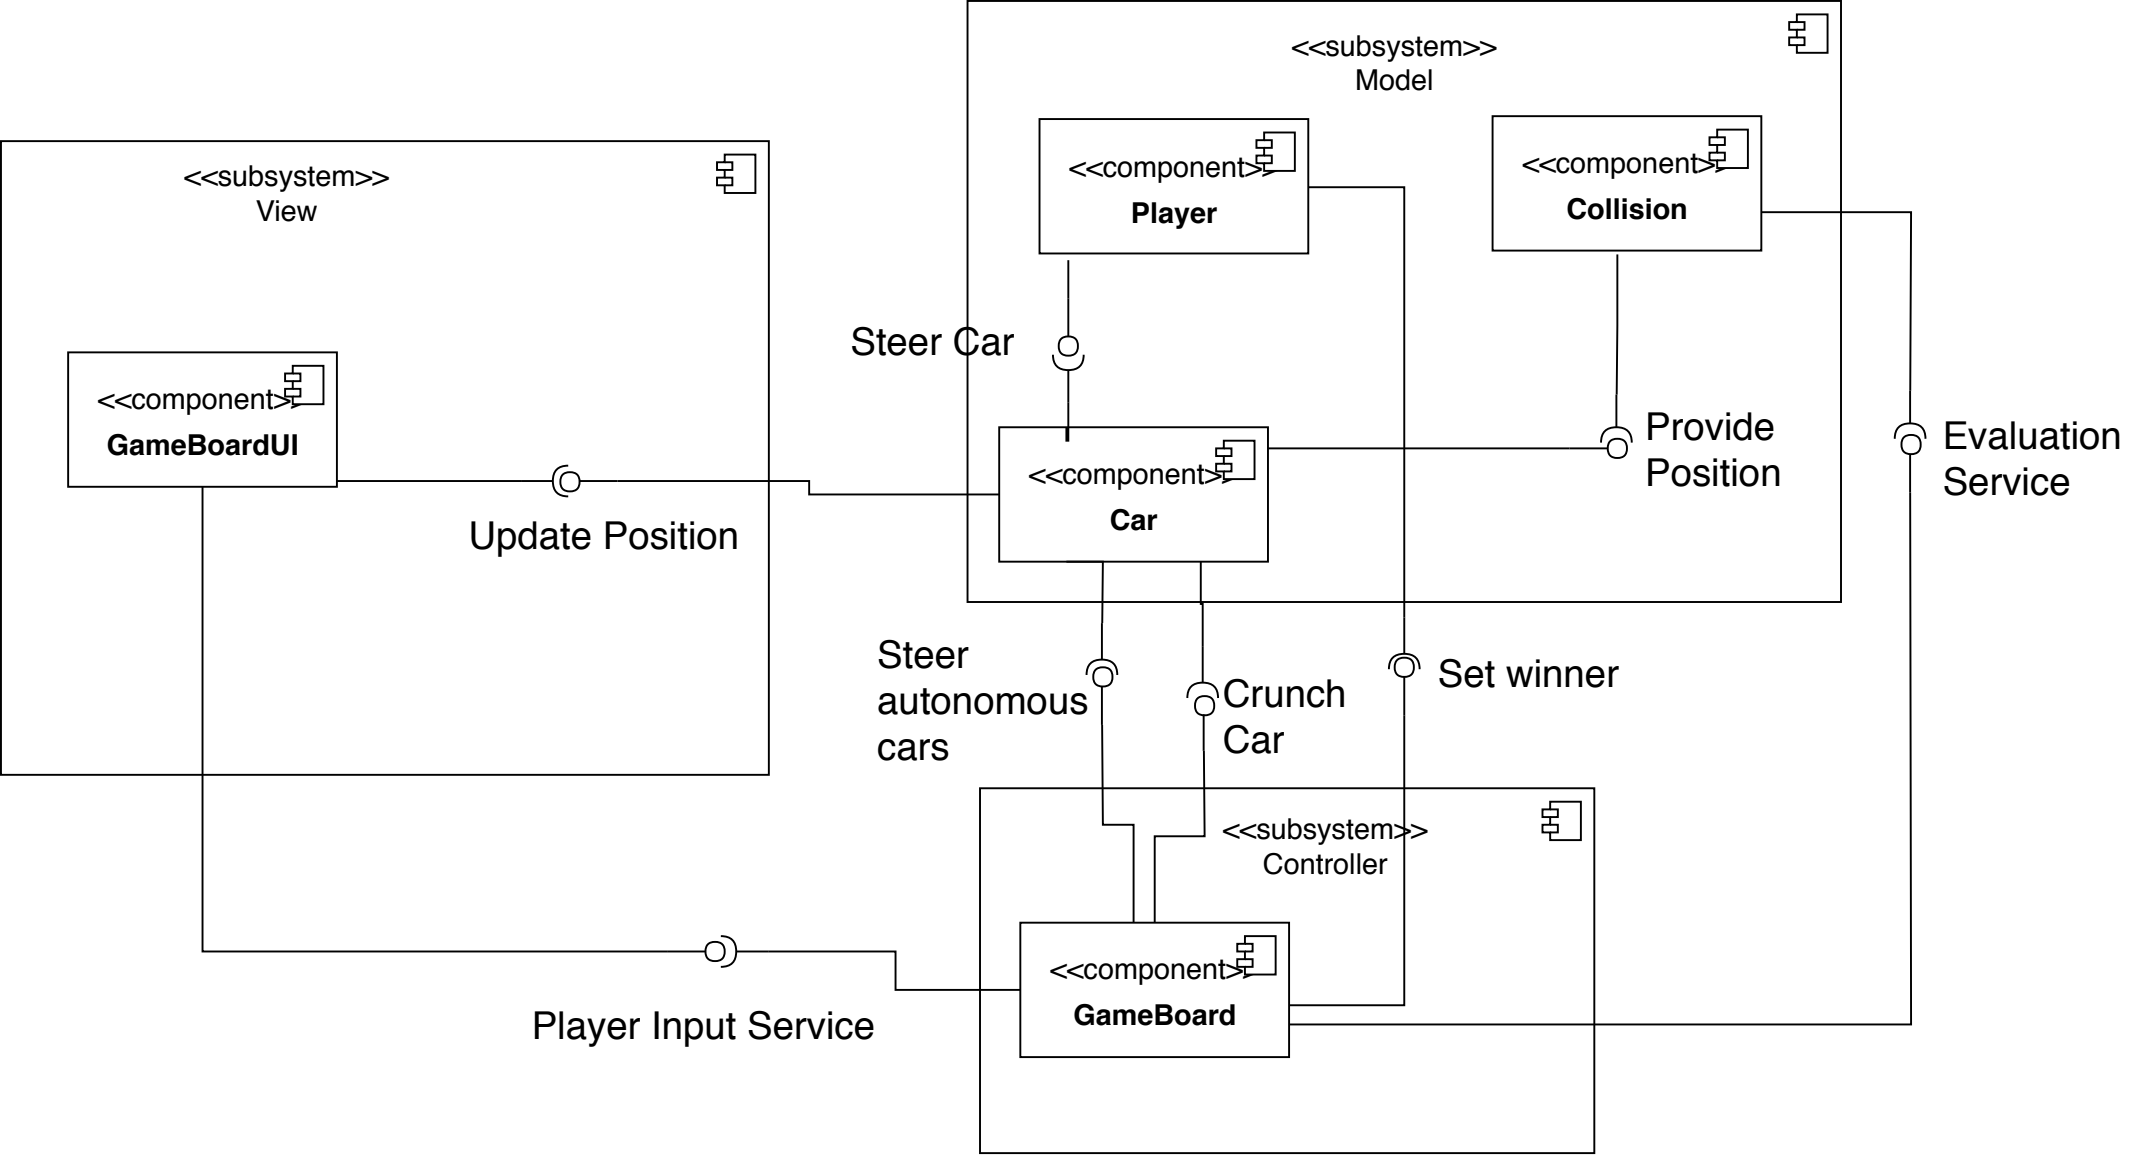 <<subsystem>>
Model
<<component>>
Player
<<component>>
Collision
<<subsystem>>
View
<<component>>
GameBoardUI
Steer Car
<<component>>
Car
Provide
Position
Evaluation
Service
Update Position
Steer
autonomous
cars
Crunch
Car
Set winner
<<subsystem>>
Controller
<<component>>
GameBoard
Player Input Service